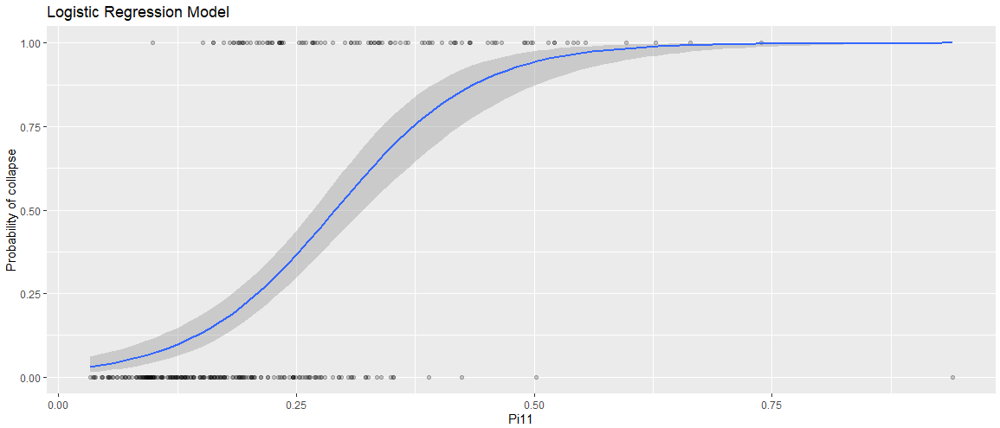 Logistic Regression Model
1.00
0.75
0.50
0.25
0.00
Probability of collapse
0.00 0.25 0.50 0.75
Pi11